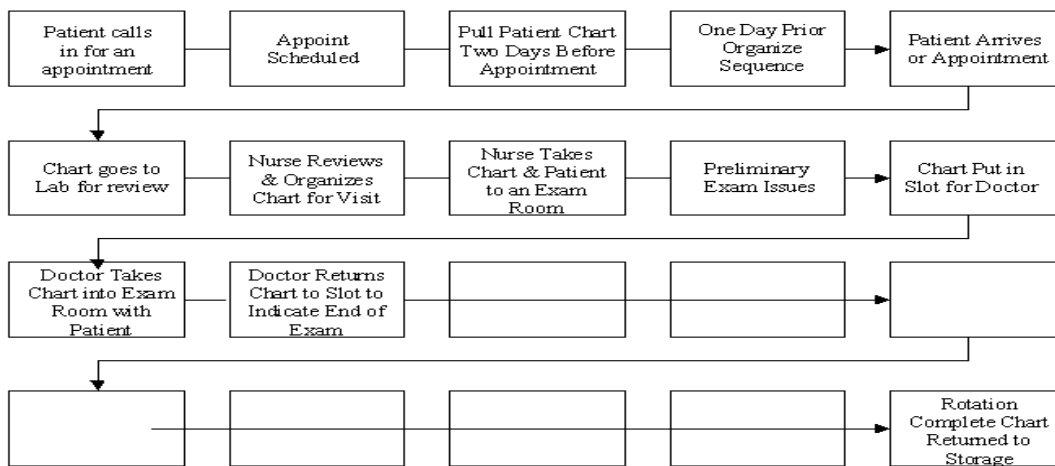 Patient calls
in for an
appointment
Appoint
Scheduled
Pull Patient Chart
Two Days Before
Appointment
One Day Prior
Organize
Sequence
Patient Arrives
or Appointment
Chart goes to
Lab for review
Nurse Reviews
& Organizes
Chart for Visit
Nurse Takes
Chart & Patient
to an Exam
Room
Preliminary
Exam Issues
Chart Put in
Slot for Doctor
Doctor Takes
Chart into Exam
Room with
Patient
Doctor Returns
Chart to Slot to
Indicate End of
Exam
Rotation
Complete Chart
Returned to
Storage